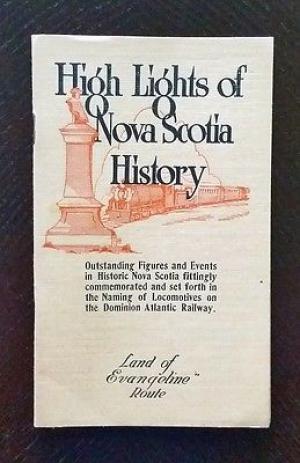 High Lights of
Nova Scotia
History
Outstanding Figures and Events
in Historic Nova Scotia fittingly
commemorated and set forth in
the Naming of Locomotives on
the Dominion Atlantic Railway.
Land of
Evangeline"
Route